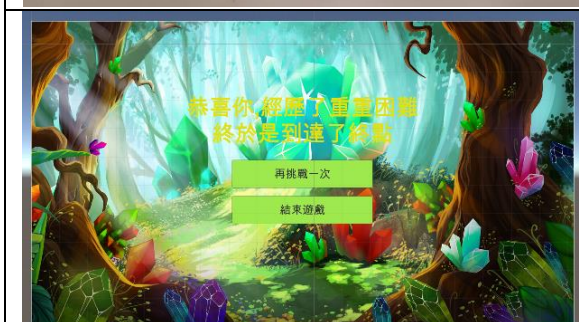 恭喜你,經歷了重重困難
終於是到達了終點
再挑戰一次
結束遊戲